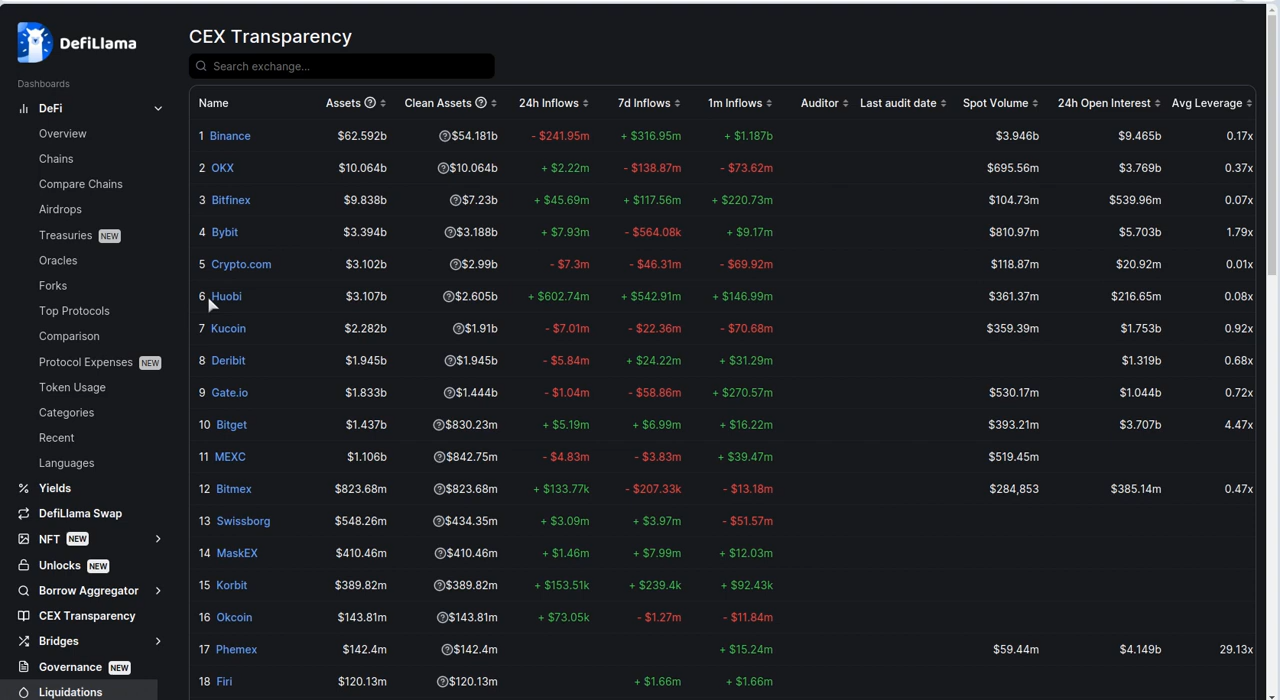 DefiLlama
Dashboards
DeFi
Overview
Chains
Compare Chains
Airdrops
Treasuries NEW
Oracles
Forks
Top Protocols
Comparison
Protocol Expenses NEW
Token Usage
Categories
Recent
Languages
Yields
DefiLlama Swap
NFT NEW
Unlocks NEW
Borrow Aggregator
CEX Transparency
Bridges
Governance NEW
Liquidations
CEX Transparency
Search exchange...
Name Assets ? Clean Assets ? 24h Inflows 7d Inflows 1m Inflows Auditor Last audit date Spot Volume 24h Open Interest Avg Leverage
1 Binance $62.592b ?$54.181b - $241.95m + $316.95m + $1.187b $3.946b $9.465b 0.17x
2 OKX $10.064b ?$10.064b + $2.22m - $138.87m - $73.62m $695.56m $3.769b 0.37x
3 Bitfinex $9.838b ?$7.23b + $45.69m + $117.56m + $220.73m $104.73m $539.96m 0.07x
4 Bybit $3.394b ?$3.188b + $7.93m - $564.08k + $9.17m $810.97m $5.703b 1.79x
5 Crypto.com $3.102b ?$2.99b - $7.3m - $46.31m - $69.92m $118.87m $20.92m 0.01x
6 Huobi $3.107b ?$2.605b + $602.74m + $542.91m + $146.99m $361.37m $216.65m 0.08x
7 Kucoin $2.282b ?$1.91b - $7.01m - $22.36m - $70.68m $359.39m $1.753b 0.92x
8 Deribit $1.945b ?$1.945b - $5.84m + $24.22m + $31.29m $1.319b 0.68x
9 Gate.io $1.833b ?$1.444b - $1.04m - $58.86m + $270.57m $530.17m $1.044b 0.72x
10 Bitget $1.437b ?$830.23m + $5.19m + $6.99m + $16.22m $393.21m $3.707b 4.47x
11 MEXC $1.106b ?$842.75m - $4.83m - $3.83m + $39.47m $519.45m
12 Bitmex $823.68m ?$823.68m + $133.77k - $207.33k - $13.18m $284,853 $385.14m 0.47x
13 Swissborg $548.26m ?$434.35m + $3.09m + $3.97m - $51.57m
14 MaskEX $410.46m ?$410.46m + $1.46m + $7.99m + $12.03m
15 Korbit $389.82m ?$389.82m + $153.51k + $239.4k + $92.43k
16 Okcoin $143.81m ?$143.81m + $73.05k - $1.27m - $11.84m
17 Phemex $142.4m ?$142.4m + $15.24m $59.44m $4.149b 29.13x
18 Firi $120.13m ?$120.13m + $1.66m + $1.66m